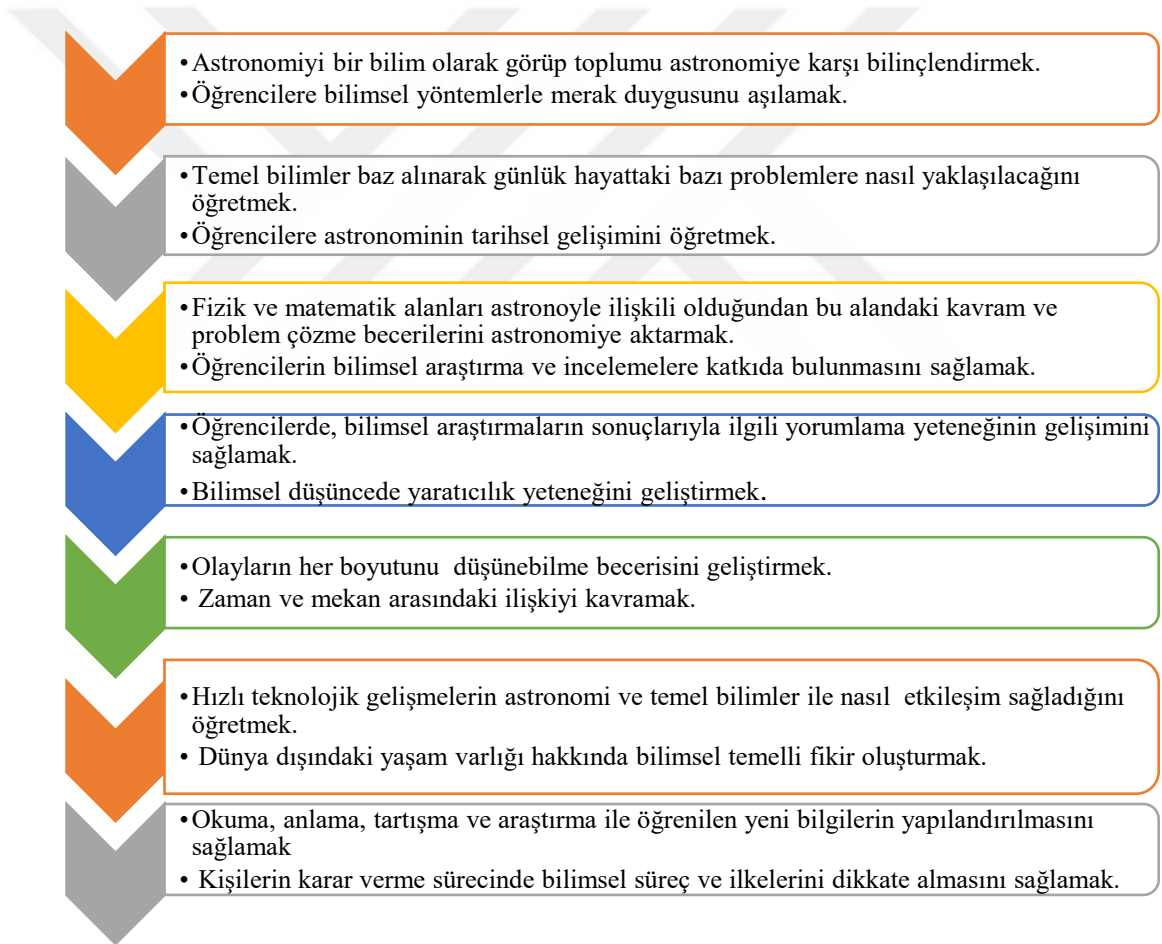 •Astronomiyi bir bilim olarak görüp toplumu astronomiye karşı bilinçlendirmek.
•Öğrencilere bilimsel yöntemlerle merak duygusunu aşılamak.
•Temel bilimler baz alınarak günlük hayattaki bazı problemlere nasıl yaklaşılacağını
öğretmek.
•Öğrencilere astronominin tarihsel gelişimini öğretmek.
•Fizik ve matematik alanları astronoyle ilişkili olduğundan bu alandaki kavram ve
problem çözme becerilerini astronomiye aktarmak.
•Öğrencilerin bilimsel araştırma ve incelemelere katkıda bulunmasını sağlamak.
•Öğrencilerde, bilimsel araştırmaların sonuçlarıyla ilgili yorumlama yeteneğinin gelişimini
sağlamak.
•Bilimsel düşüncede yaratıcılık yeteneğini geliştirmek.
•Olayların her boyutunu düşünebilme becerisini geliştirmek.
• Zaman ve mekan arasındaki ilişkiyi kavramak.
•Hızlı teknolojik gelişmelerin astronomi ve temel bilimler ile nasıl etkileşim sağladığını
öğretmek.
• Dünya dışındaki yaşam varlığı hakkında bilimsel temelli fikir oluşturmak.
•Okuma, anlama, tartışma ve araştırma ile öğrenilen yeni bilgilerin yapılandırılmasını
sağlamak
• Kişilerin karar verme sürecinde bilimsel süreç ve ilkelerini dikkate almasını sağlamak.